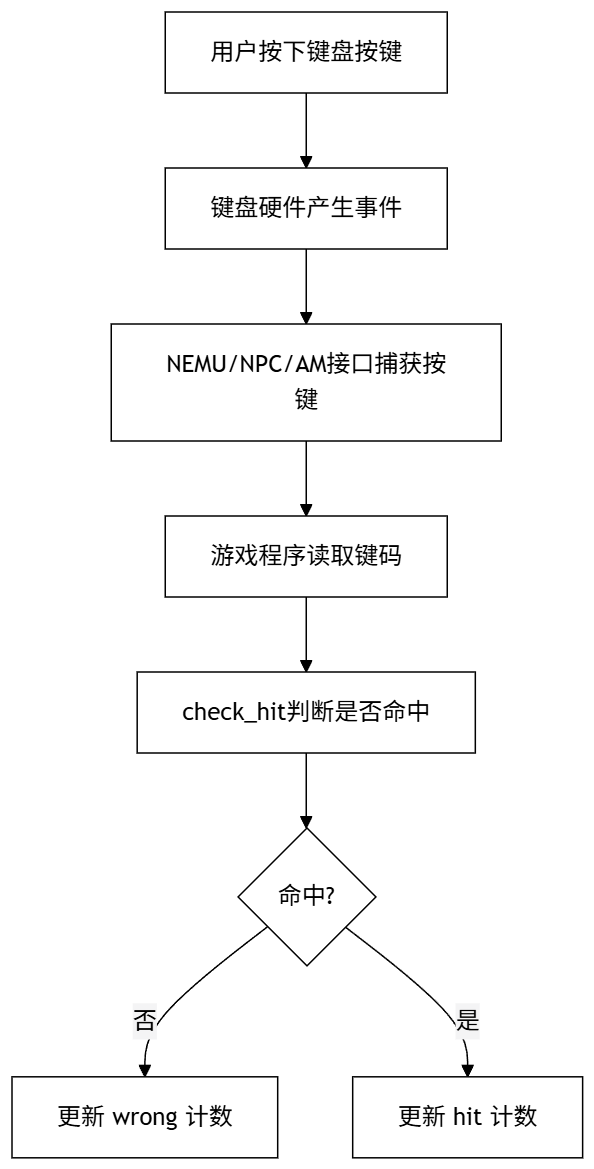 用户按下键盘按键
键盘硬件产生事件
NEMU/NPC/AM接口捕获按
键
游戏程序读取键码
check_hit判断是否命中
命中?
否
是
更新 wrong 计数
更新 hit 计数